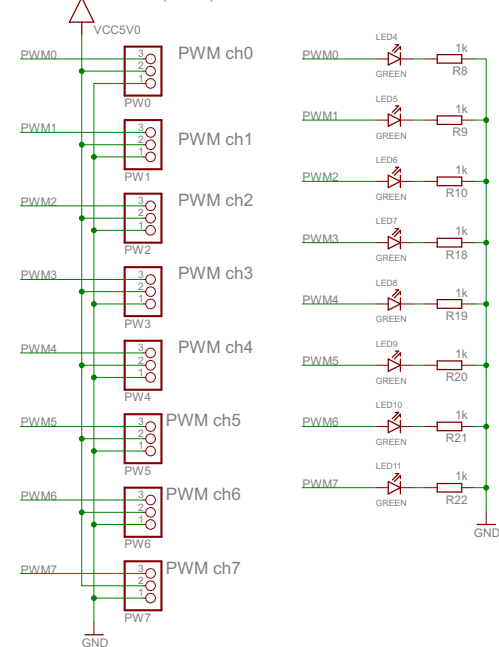 VCC5V0
PWM0
3
2
1
PW0
PWM ch0
PWM1
3
2
1
PW1
PWM ch1
PWM2
3
2
1
PW2
PWM ch2
PWM3
3
2
1
PW3
PWM ch3
PWM4
3
2
1
PW4
PWM ch4
PWM5
3
2
1
PW5
PWM ch5
PWM6
3
2
1
PW6
PWM ch6
PWM7
3
2
1
PW7
PWM ch7
GND
PWM0
LED4
GREEN
1k
R8
PWM1
LED5
GREEN
1k
R9
PWM2
LED6
GREEN
1k
R10
PWM3
LED7
GREEN
1k
R18
PWM4
LED8
GREEN
1k
R19
PWM5
LED9
GREEN
1k
R20
PWM6
LED10
GREEN
1k
R21
PWM7
LED11
GREEN
1k
R22
GND